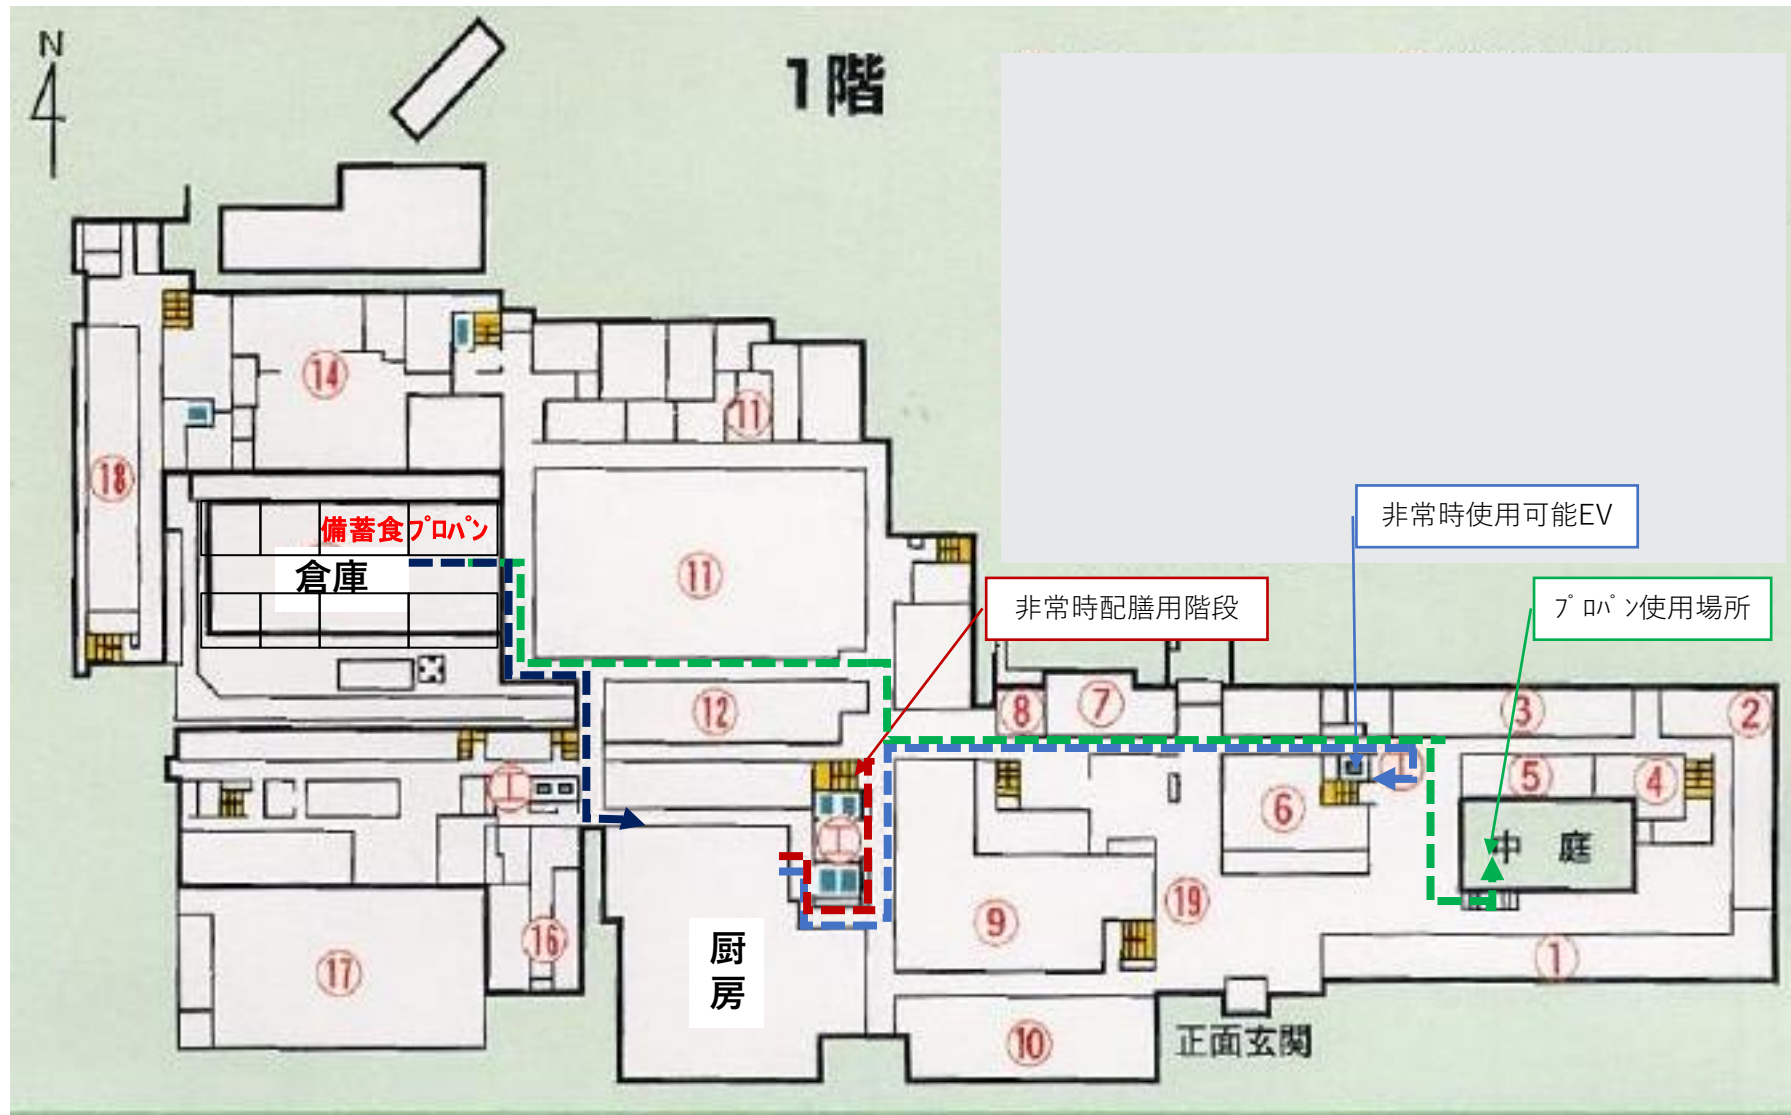 N
1階
⑭
⑪
⑱
備蓄食プロパン
倉庫
⑪
非常時使用可能EV
非常時配膳用階段
プロパン使用場所
⑫
⑧
⑦
③
②
⑤
④
⑥
エ
エ
中庭
⑲
⑨
⑯
⑰
厨
房
①
⑩
正面玄関